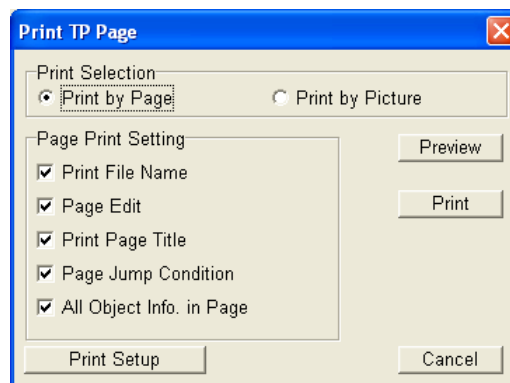 Print TP Page
Print Selection
Print by Page
Print by Picture
Page Print Setting
Preview
Print File Name
Page Edit
Print
Print Page Title
Page Jump Condition
All Object Info. in Page
Print Setup
Cancel